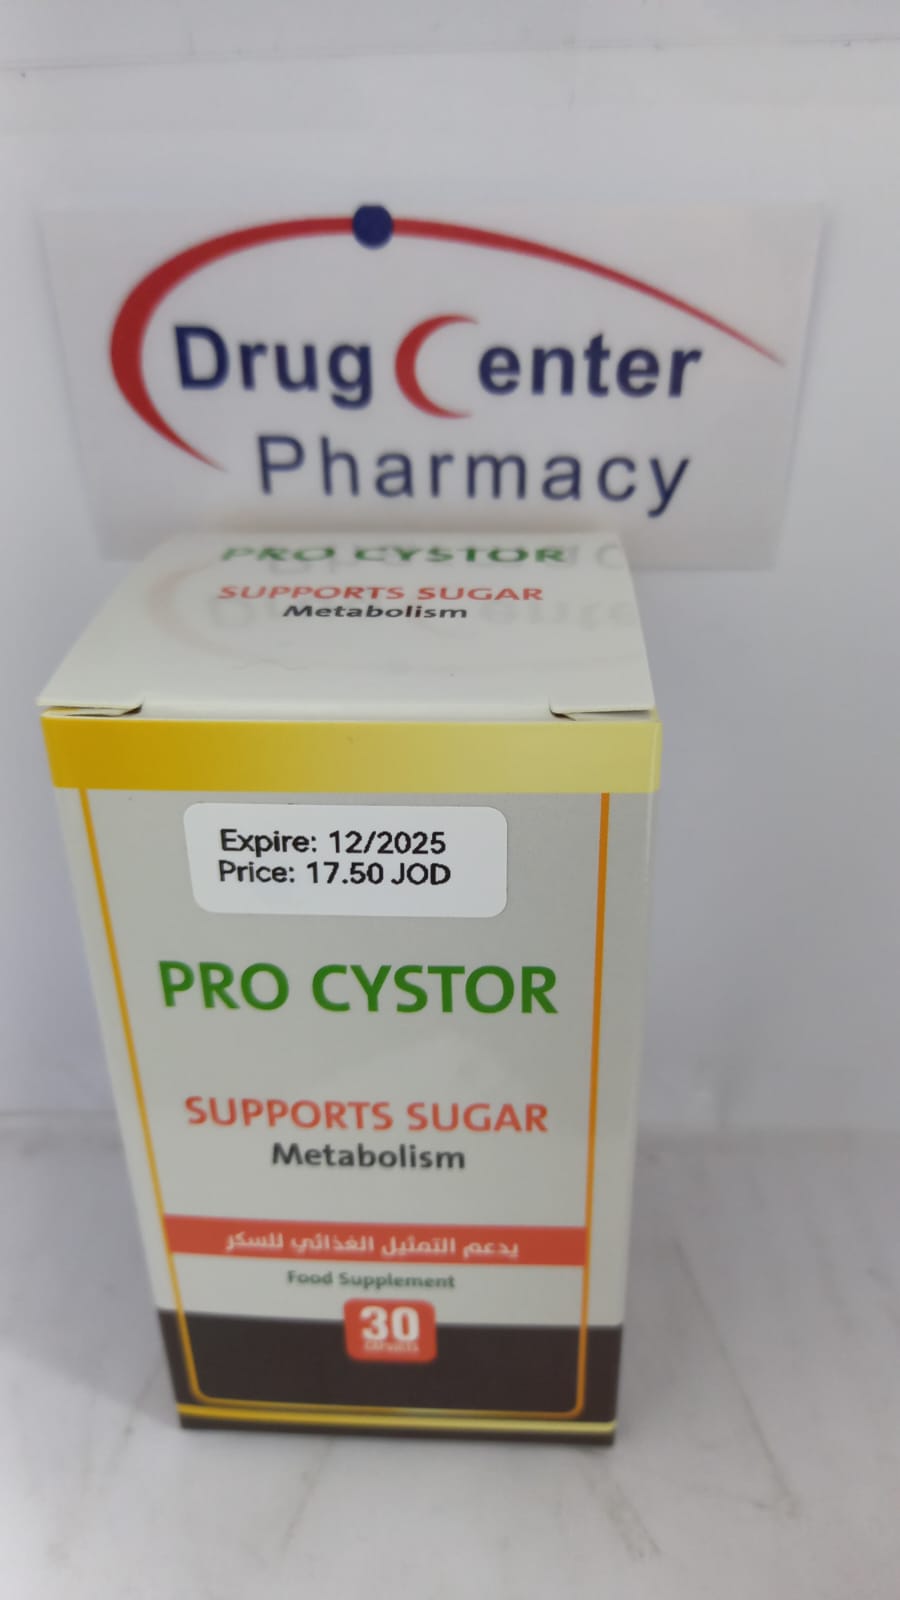 Drug Center
Pharmacy
PRO CYSTOR
SUPPORTS SUGAR
Metabolism
Expire: 12/2025
Price: 17.50 JOD
PRO CYSTOR
SUPPORTS SUGAR
Metabolism
يدعم التمثيل الغذائي للسكر
Food Supplement
30
CAPSULES